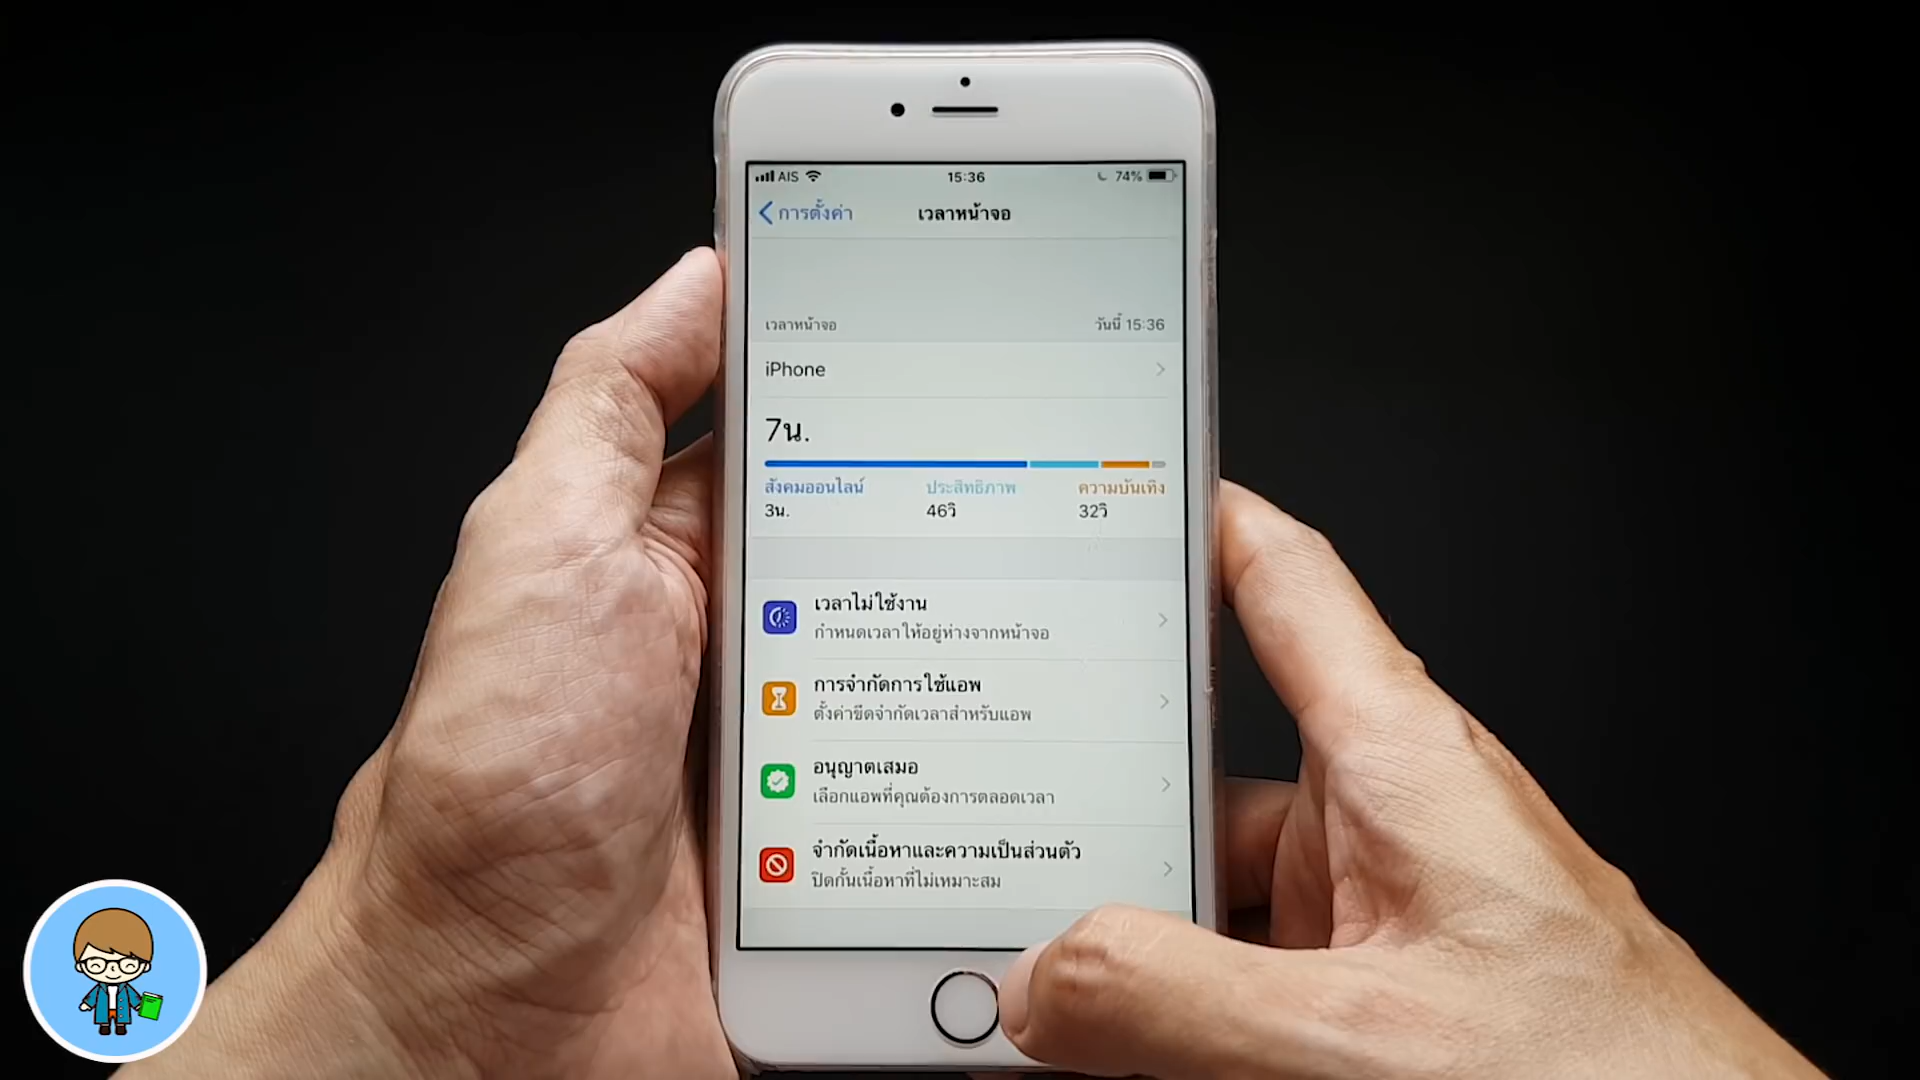 AIS 15:36 74%
การตั้งค่า เวลาหน้าจอ
เวลาหน้าจอ วันนี้ 15:36
iPhone
7น.
สังคมออนไลน์ ประสิทธิภาพ ความบันเทิง
3น. 46วิ 32วิ
เวลาไม่ใช้งาน
กำหนดเวลาให้อยู่ห่างจากหน้าจอ
การจำกัดการใช้แอพ
ตั้งค่าขีดจำกัดเวลาสำหรับแอพ
อนุญาตเสมอ
เลือกแอพที่คุณต้องการตลอดเวลา
จำกัดเนื้อหาและความเป็นส่วนตัว
ปิดกั้นเนื้อหาที่ไม่เหมาะสม